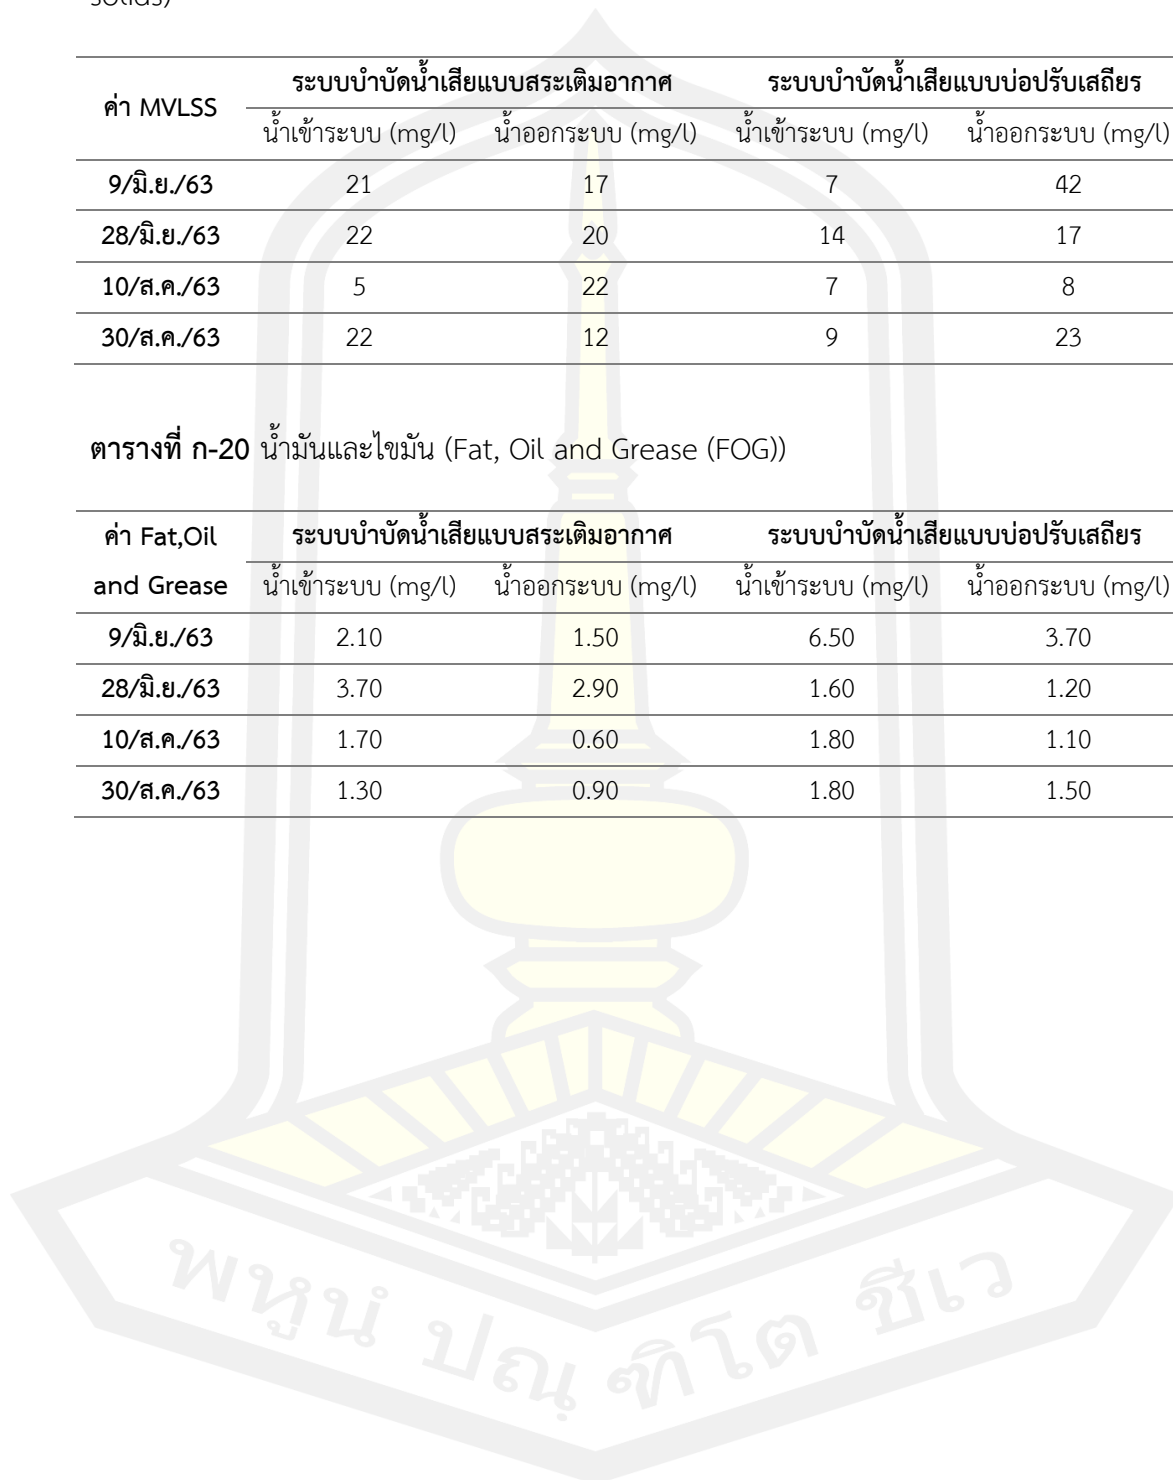 solids)
ระบบบำบัดน้ำเสียแบบสระเติมอากาศ ระบบบำบัดน้ำเสียแบบบ่อปรับเสถียร
ค่า MVLSS
น้ำเข้าระบบ (mg/l) น้ำออกระบบ (mg/l) น้ำเข้าระบบ (mg/l) น้ำออกระบบ (mg/l)
9/มิ.ย./63 21 17 7 42
28/มิ.ย./63 22 20 14 17
10/ส.ค./63 5 22 7 8
30/ส.ค./63 22 12 9 23
ตารางที่ ก-20 น้ำมันและไขมัน (Fat, Oil and Grease (FOG))
ค่า Fat,Oil ระบบบำบัดน้ำเสียแบบสระเติมอากาศ ระบบบำบัดน้ำเสียแบบบ่อปรับเสถียร
and Grease น้ำเข้าระบบ (mg/l) น้ำออกระบบ (mg/l) น้ำเข้าระบบ (mg/l) น้ำออกระบบ (mg/l)
9/มิ.ย./63 2.10 1.50 6.50 3.70
28/มิ.ย./63 3.70 2.90 1.60 1.20
10/ส.ค./63 1.70 0.60 1.80 1.10
30/ส.ค./63 1.30 0.90 1.80 1.50
พหูนํ ปณฺฑิโต ชีเว